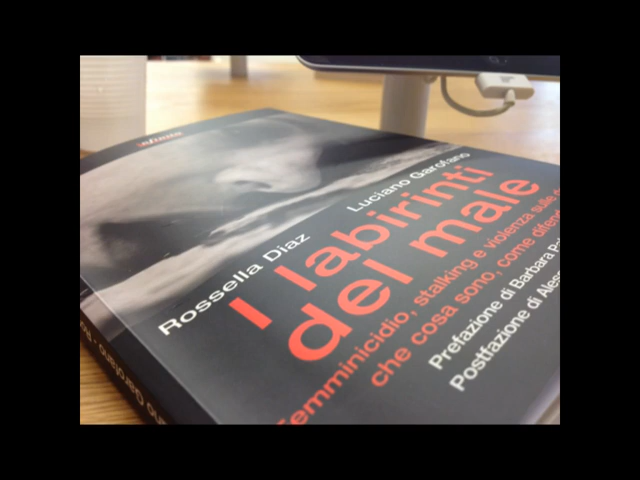 Rossella Diaz Luciano Garofano
I labirinti
del male
Femminicidio, stalking e violenza sulle
che cosa sono, come
Prefazione di Barbara
Postfazione di
Garofano